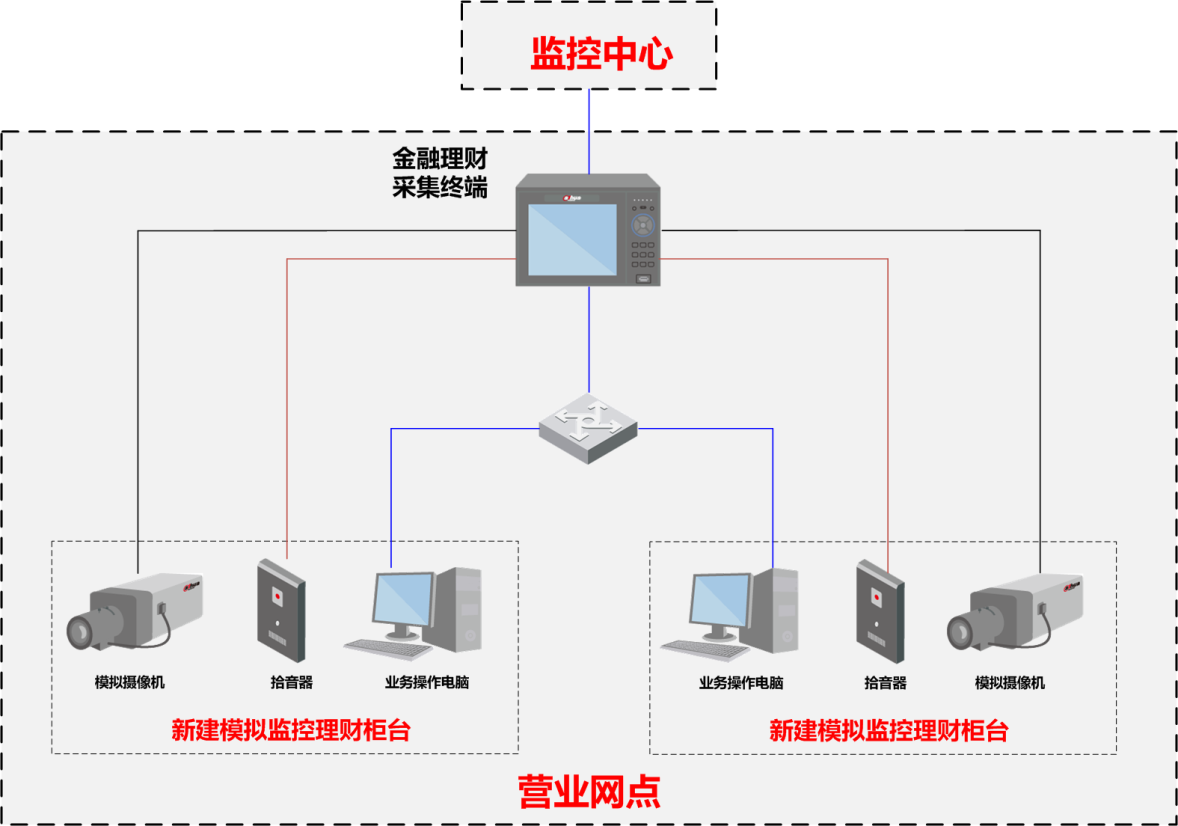 监控中心
金融理财
采集终端
alhua
模拟摄像机
拾音器
业务操作电脑
业务操作电脑
拾音器
模拟摄像机
新建模拟监控理财柜台
新建模拟监控理财柜台
营业网点